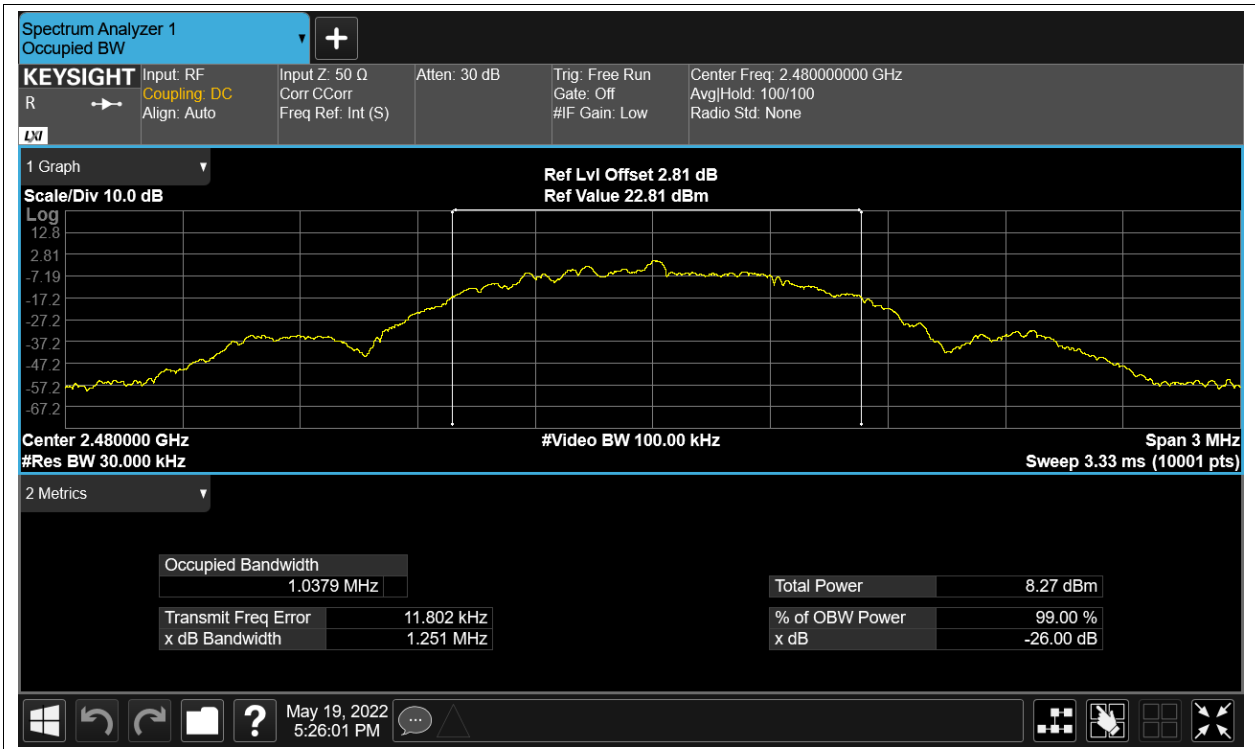 Spectrum Analyzer 1
Occupied BW
KEYSIGHT
R
LXI
Input: RF
Coupling: DC
Align: Auto
Input Z: 50 Ω
Corr CCorr
Freq Ref: Int (S)
Atten: 30 dB
Trig: Free Run
Gate: Off
#IF Gain: Low
Center Freq: 2.480000000 GHz
Avg|Hold: 100/100
Radio Std: None
1 Graph
Scale/Div 10.0 dB
Ref Lvl Offset 2.81 dB
Ref Value 22.81 dBm
Log
12.8
2.81
-7.19
-17.2
-27.2
-37.2
-47.2
-57.2
-67.2
Center 2.480000 GHz
#Res BW 30.000 kHz
#Video BW 100.00 kHz
Span 3 MHz
Sweep 3.33 ms (10001 pts)
2 Metrics
Occupied Bandwidth
1.0379 MHz
Transmit Freq Error 11.802 kHz
x dB Bandwidth 1.251 MHz
Total Power 8.27 dBm
% of OBW Power 99.00 %
x dB -26.00 dB
May 19, 2022
5:26:01 PM